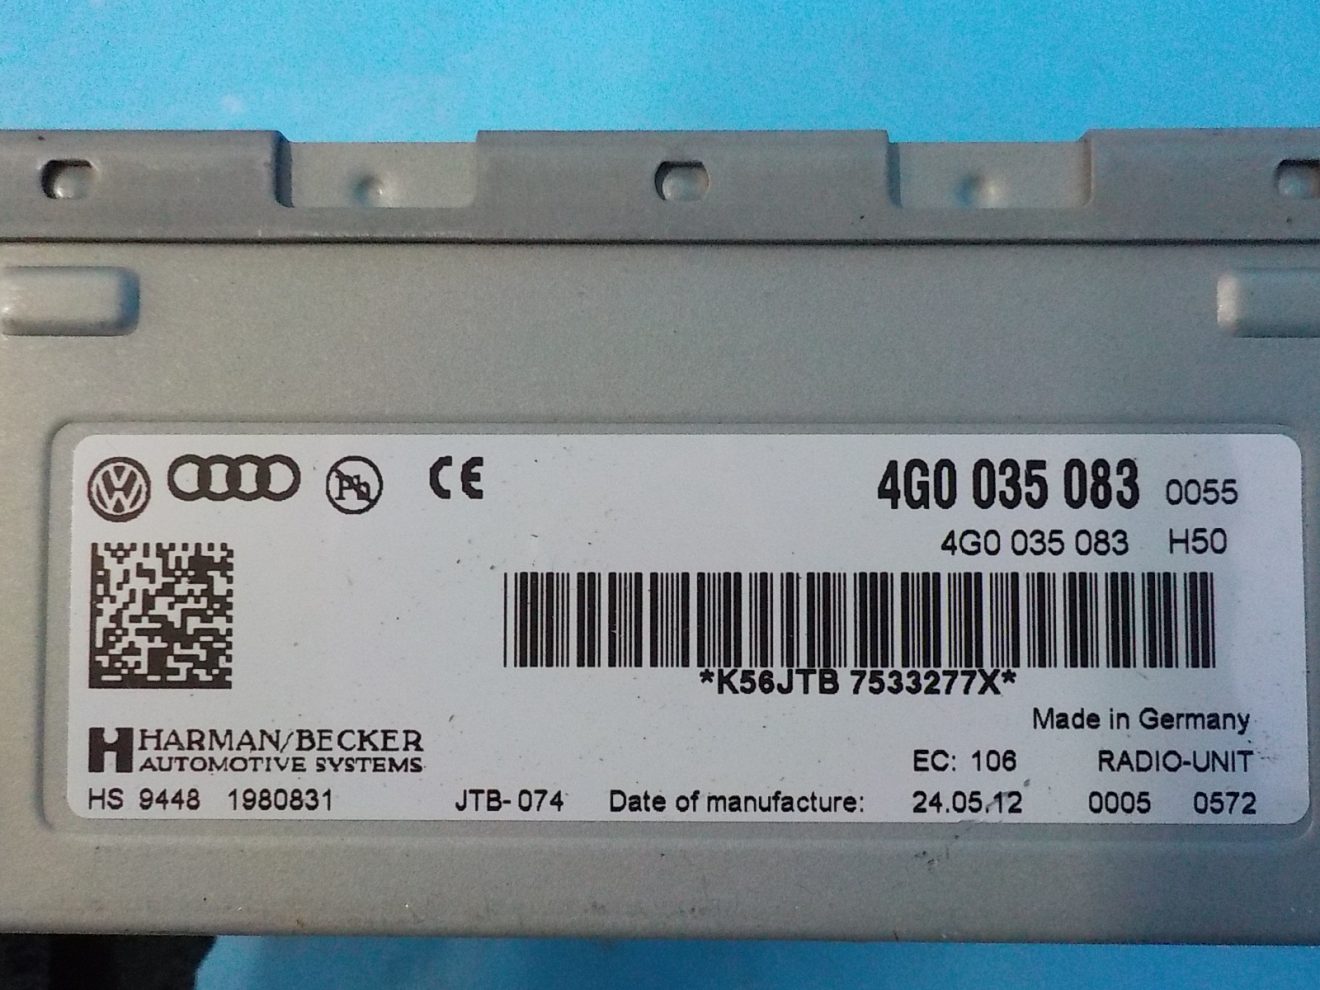 Pb CE 4G0 035 083 0055
4G0 035 083 H50
*K56JTB 7533277X*
Made in Germany
HARMAN/BECKER
AUTOMOTIVE SYSTEMS
EC: 106 RADIO-UNIT
HS 9448 1980831 JTB-074 Date of manufacture: 24.05.12 0005 0572